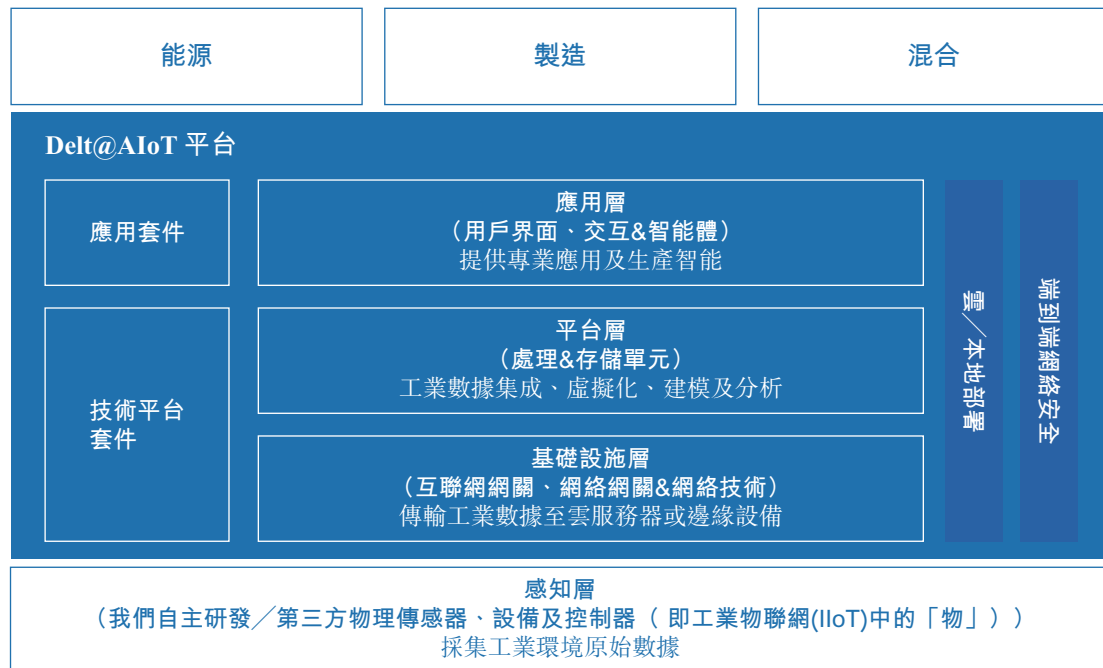 能源
製造
混合
Delt@AIoT 平台
應用套件
應用層
（用戶界面、交互&智能體）
提供專業應用及生產智能
技術平台
套件
平台層
（處理&存儲單元）
工業數據集成、虛擬化、建模及分析
基礎設施層
（互聯網網關、網絡網關&網絡技術）
傳輸工業數據至雲服務器或邊緣設備
雲／本地部署
端到端網絡安全
感知層
（我們自主研發／第三方物理傳感器、設備及控制器（ 即工業物聯網(IIoT)中的「物」））
採集工業環境原始數據